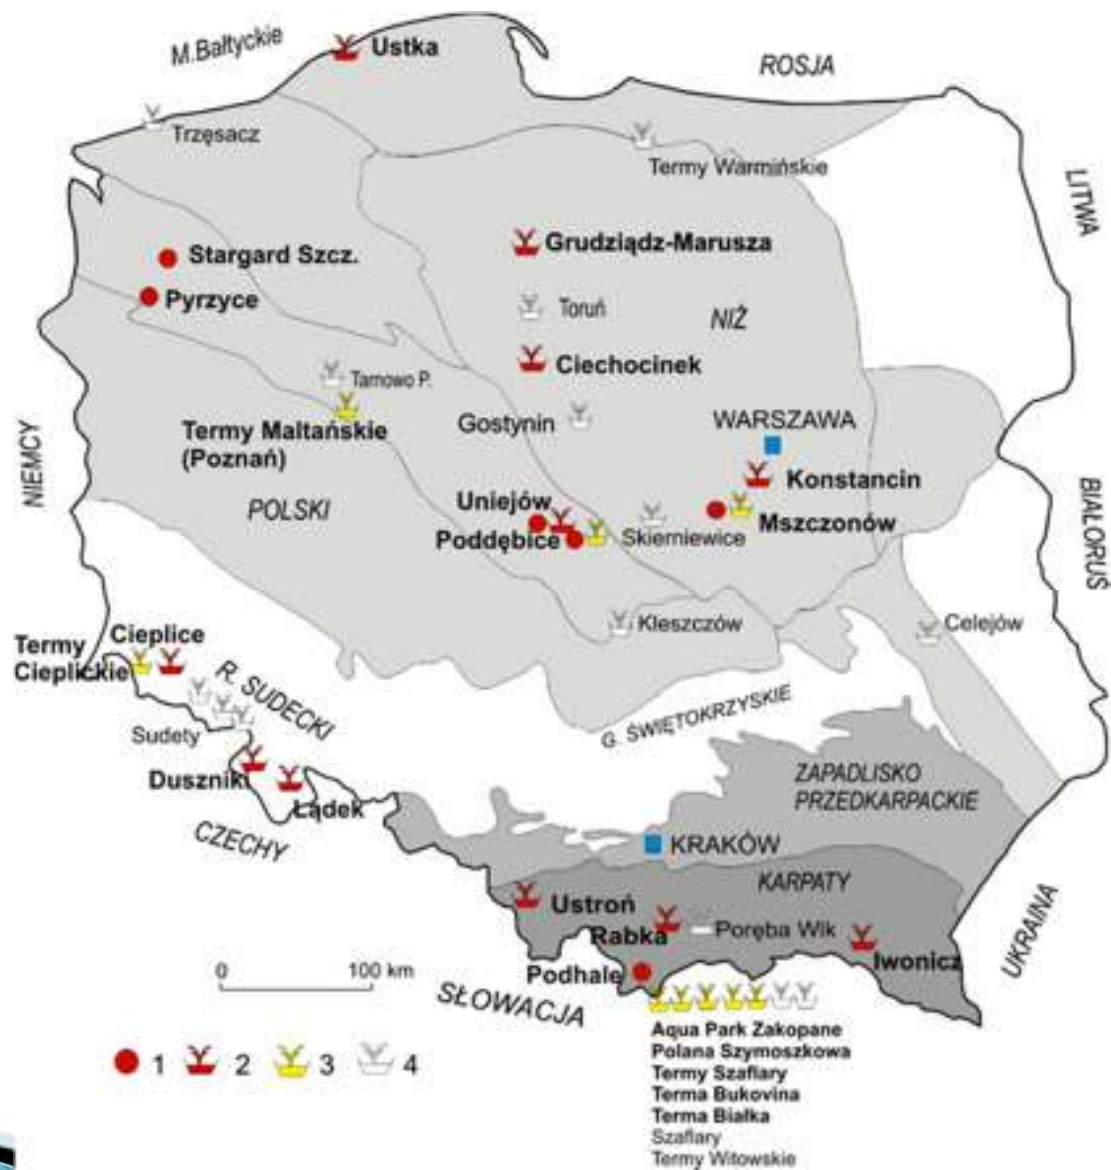 M.Bałtyckie
Ustka
ROSJA
Trzęsacz
Termy Warmińskie
LITWA
Grudziądz-Marusza
Stargard Szcz.
Pyrzyce
Toruń
NIŻ
Ciechocinek
Tarnowo P.
Gostynin
WARSZAWA
Termy Maltańskie
(Poznań)
NIEMCY
Konstancin
POLSKI
Uniejów
Mszczonów
Poddębice
Skierniewice
BIAŁORUŚ
Kleszczów
Celejów
Cieplice
Termy
Cieplickie
R. SUDECKI
G. ŚWIĘTOKRZYSKIE
Sudety
Duszniki
Lądek
ZAPADLISKO
PRZEDKARPACKIE
CZECHY
KRAKÓW
KARPATY
Ustroń
Rabka
Poręba Wlk
Iwonicz
UKRAINA
Podhale
0 100 km
SŁOWACJA
Aqua Park Zakopane
Polana Szymoszkowa
Termy Szaflary
Terma Bukovina
Terma Białka
Szaflary
Termy Witowskie
1 2 3 4